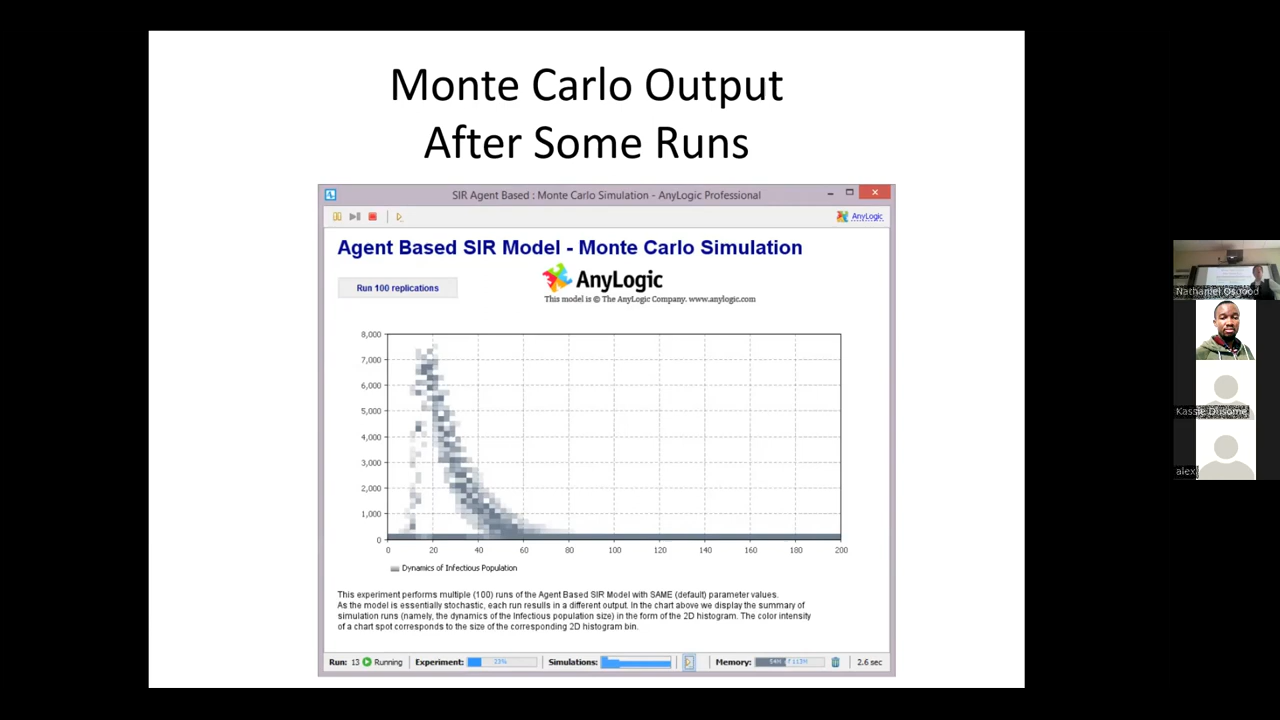 Monte Carlo Output
After Some Runs
SIR Agent Based : Monte Carlo Simulation - AnyLogic Professional
AnyLogic
Agent Based SIR Model - Monte Carlo Simulation
Run 100 replications
AnyLogic
This model is © The AnyLogic Company. www.anylogic.com
8,000
7,000
6,000
5,000
4,000
3,000
2,000
1,000
0
0 20 40 60 80 100 120 140 160 180 200
Dynamics of Infectious Population
This experiment performs multiple (100) runs of the Agent Based SIR Model with SAME (default) parameter values.
As the model is essentially stochastic, each run results in a different output. In the chart above we display the summary of
simulation runs (namely, the dynamics of the Infectious population size) in the form of the 2D histogram. The color intensity
of a chart spot corresponds to the size of the corresponding 2D histogram bin.
Run: 13 Running Experiment: 23% Simulations: Memory: 2.6 sec
Nathaniel Osgood
Kassie Dusome
alex